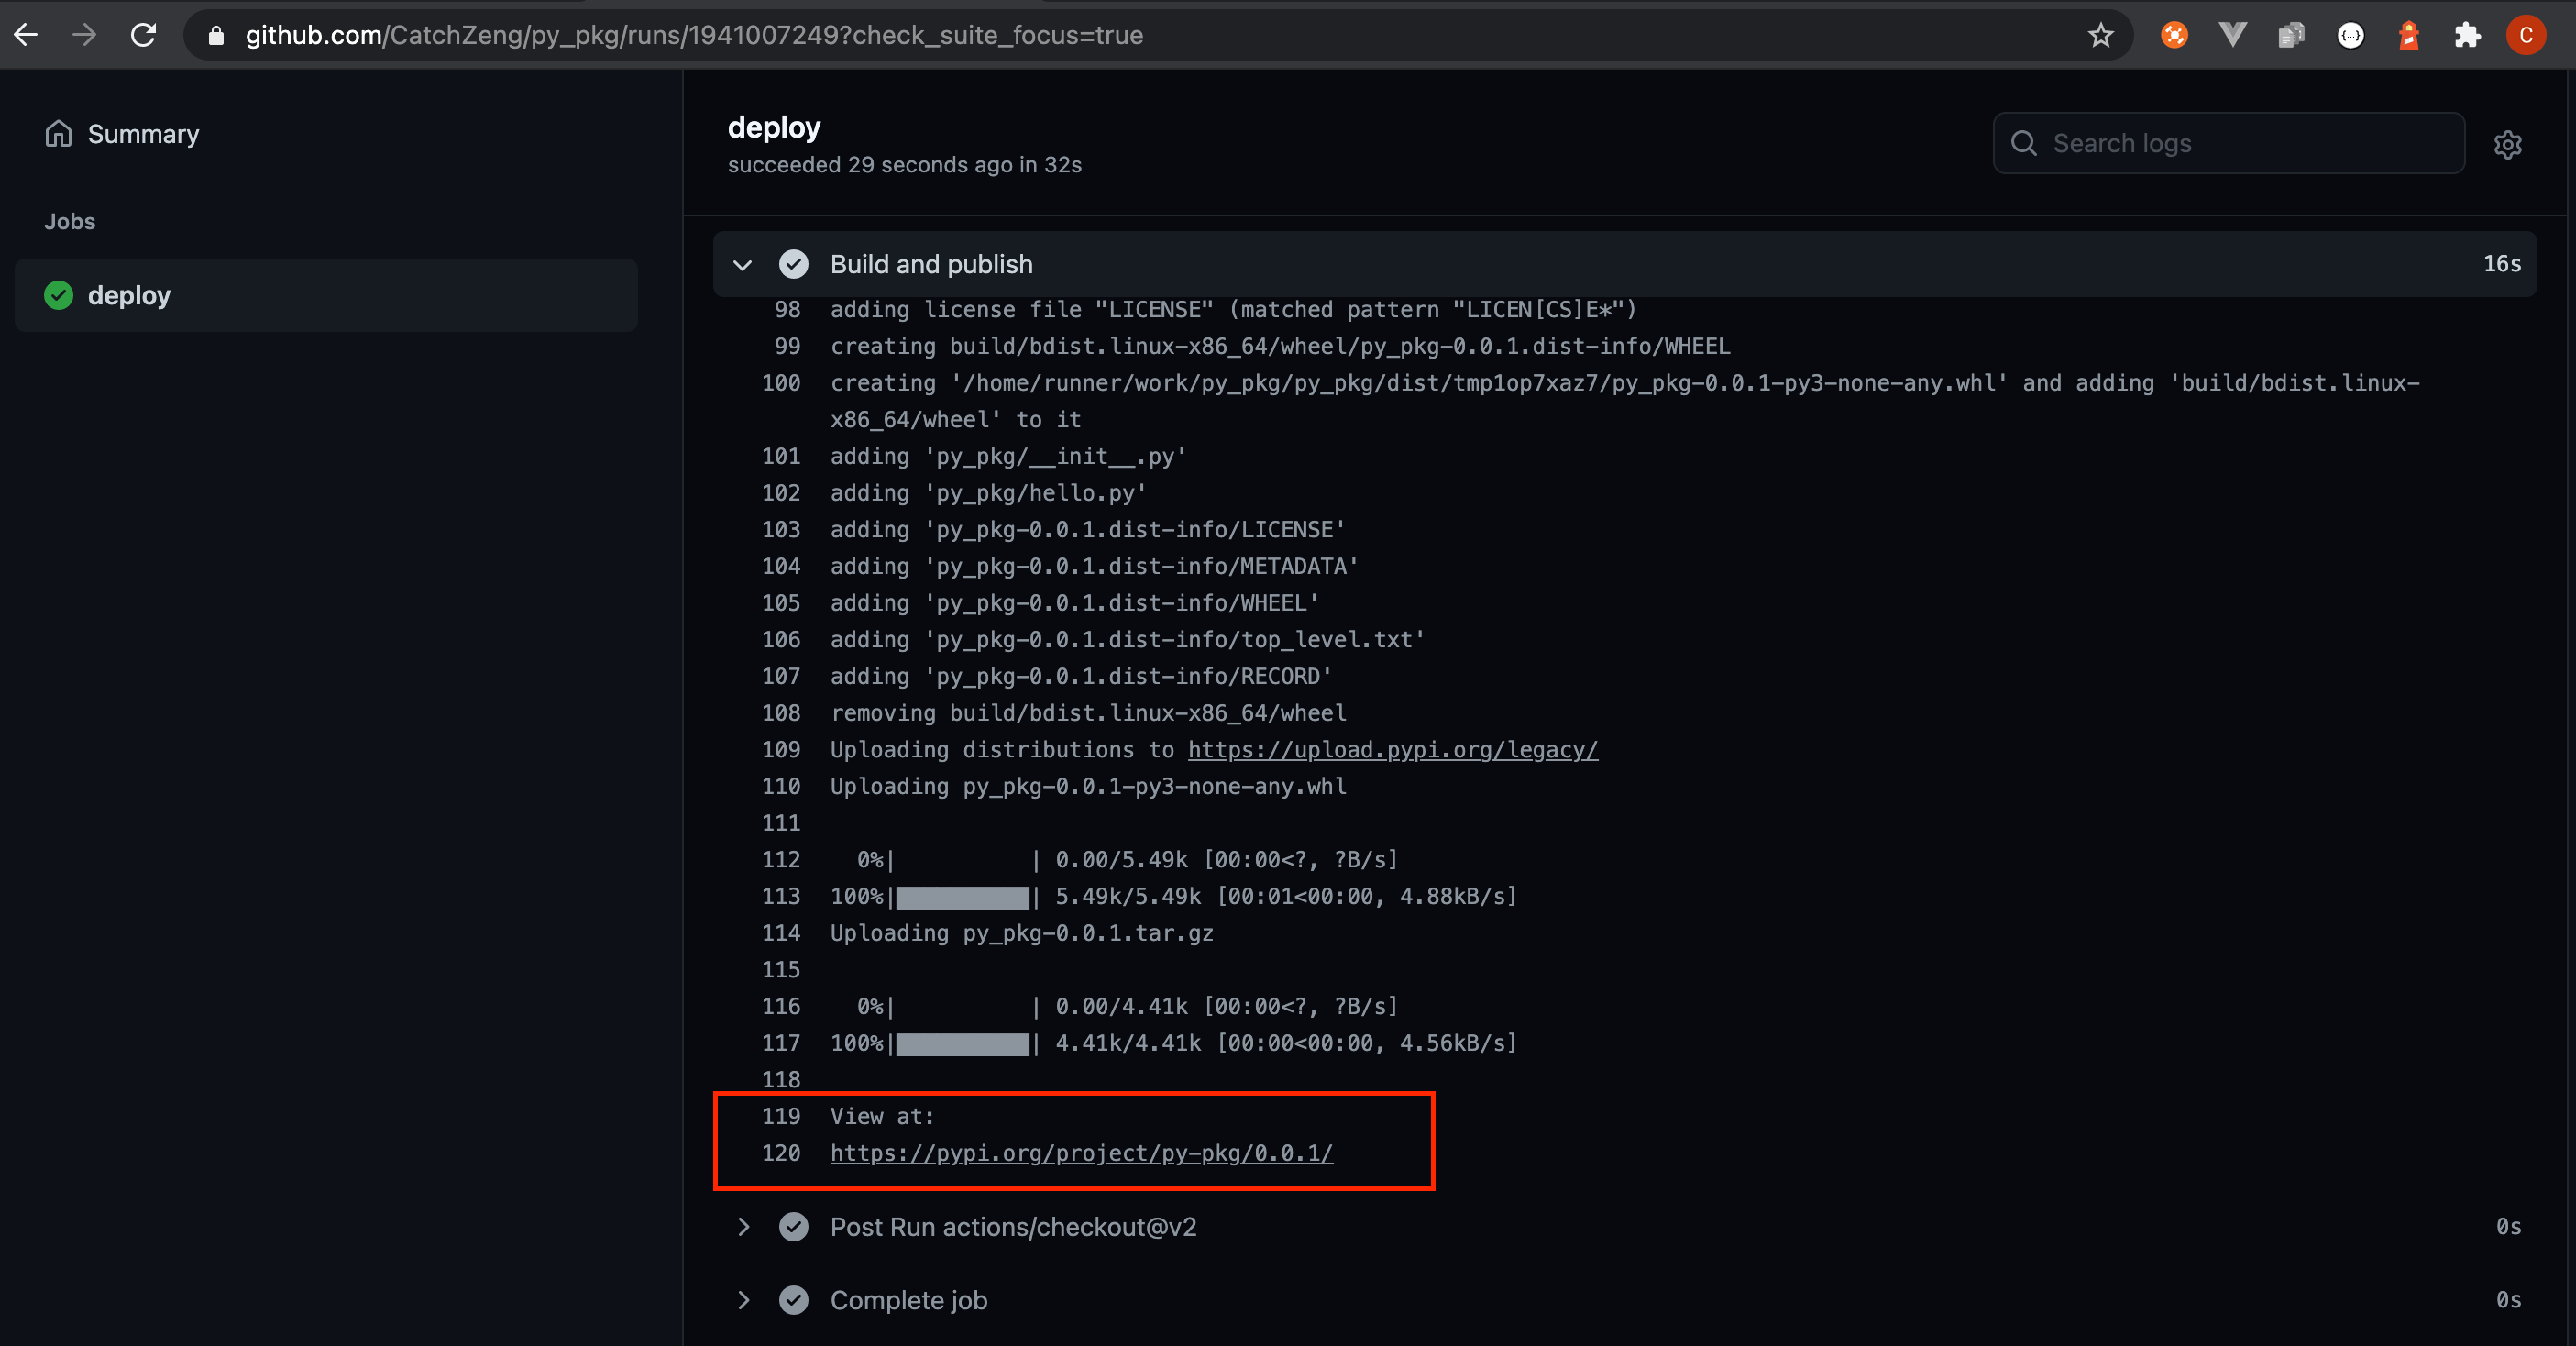 github.com/CatchZeng/py_pkg/runs/1941007249?check_suite_focus=true
C
Summary
Jobs
deploy
deploy
succeeded 29 seconds ago in 32s
Search logs
Build and publish 16s
98 adding license file "LICENSE" (matched pattern "LICEN[CS]E*")
99 creating build/bdist.linux-x86_64/wheel/py_pkg-0.0.1.dist-info/WHEEL
100 creating '/home/runner/work/py_pkg/py_pkg/dist/tmp1op7xaz7/py_pkg-0.0.1-py3-none-any.whl' and adding 'build/bdist.linux-
x86_64/wheel' to it
101 adding 'py_pkg/__init__.py'
102 adding 'py_pkg/hello.py'
103 adding 'py_pkg-0.0.1.dist-info/LICENSE'
104 adding 'py_pkg-0.0.1.dist-info/METADATA'
105 adding 'py_pkg-0.0.1.dist-info/WHEEL'
106 adding 'py_pkg-0.0.1.dist-info/top_level.txt'
107 adding 'py_pkg-0.0.1.dist-info/RECORD'
108 removing build/bdist.linux-x86_64/wheel
109 Uploading distributions to https://upload.pypi.org/legacy/
110 Uploading py_pkg-0.0.1-py3-none-any.whl
111
112 0%| | 0.00/5.49k [00:00<?, ?B/s]
113 100%|██████████| 5.49k/5.49k [00:01<00:00, 4.88kB/s]
114 Uploading py_pkg-0.0.1.tar.gz
115
116 0%| | 0.00/4.41k [00:00<?, ?B/s]
117 100%|██████████| 4.41k/4.41k [00:00<00:00, 4.56kB/s]
118
119 View at:
120 https://pypi.org/project/py-pkg/0.0.1/
Post Run actions/checkout@v2 0s
Complete job 0s